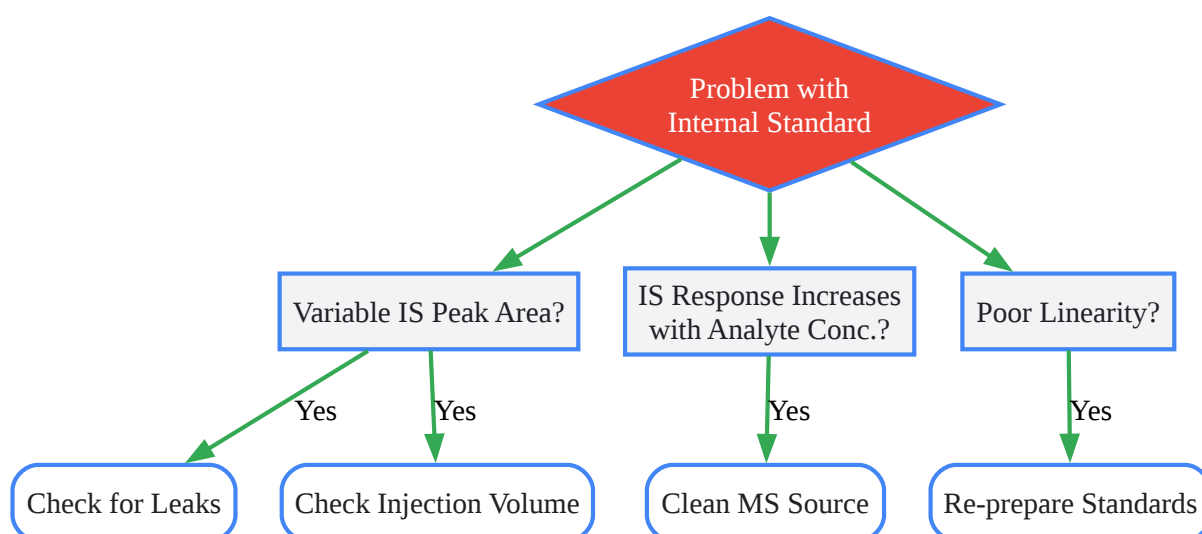 Problem with
Internal Standard
Variable IS Peak Area?
IS Response Increases
with Analyte Conc.?
Poor Linearity?
Yes
Yes
Yes
Yes
Check for Leaks
Check Injection Volume
Clean MS Source
Re-prepare Standards